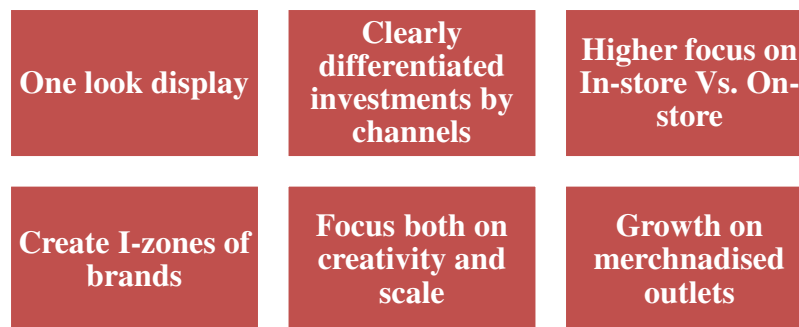 One look display
Clearly
differentiated
investments by
channels
Higher focus on
In-store Vs. On-
store
Create I-zones of
brands
Focus both on
creativity and
scale
Growth on
merchnadised
outlets